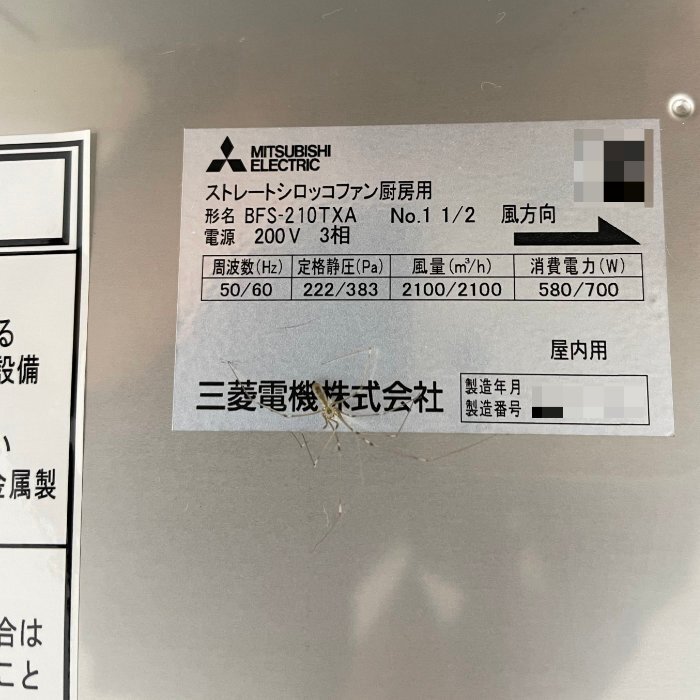 る
設備
い
金属製
合は
こと
MITSUBISHI
ELECTRIC
ストレートシロッコファン厨房用
形名 BFS-210TXA No.1 1/2 風方向
電源 200V 3相
周波数(Hz) 定格静圧(Pa) 風量(m³/h) 消費電力(W)
50/60 222/383 2100/2100 580/700
屋内用
三菱電機株式会社
製造年月
製造番号